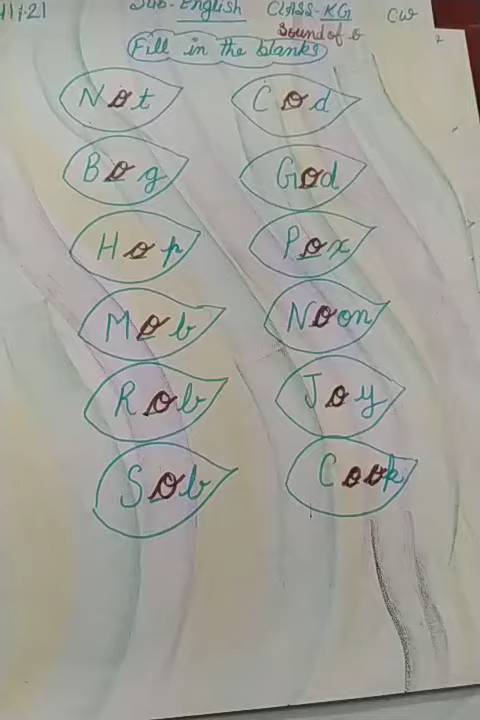 Sub- English CLASS- KG CW
Sound of o
Fill in the blanks
Not Cod
Bog God
Hop Pox
Mob Noon
Rob Joy
Sob Cook